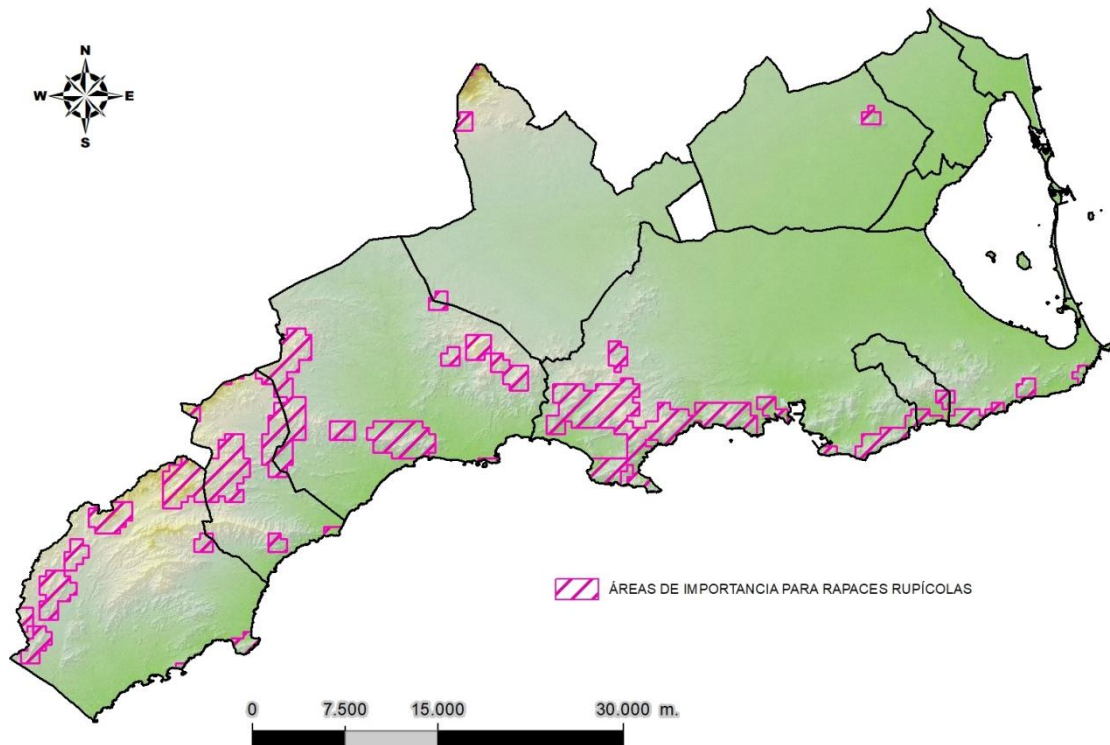 N
W E
S
ÁREAS DE IMPORTANCIA PARA RAPACES RUPÍCOLAS
0 7.500 15.000 30.000 m.